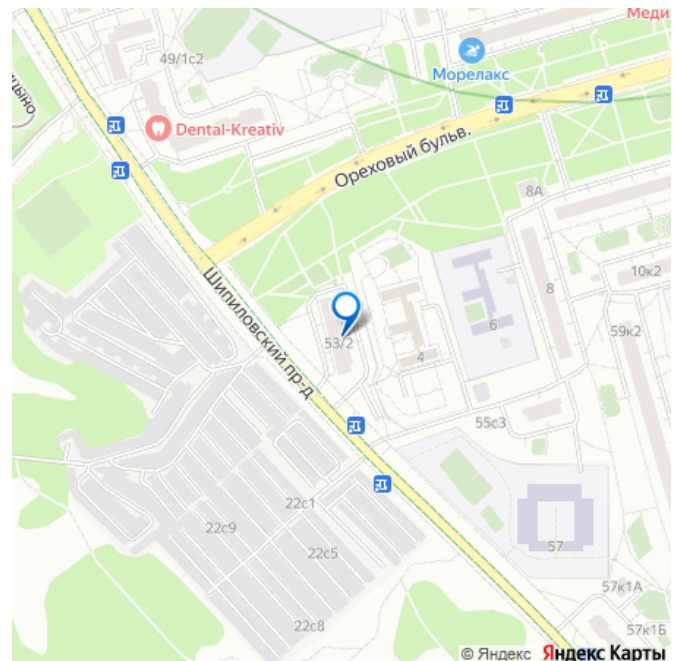 Меди
49/1с2
Морелакс
Dental-Kreativ
Ореховый бульв.
8А
10к2
8
Шипиловский пр-д
6
59к2
53/2
4
55с3
22с1
22с9
22с5
57
57к1А
22с8
57к1Б
© Яндекс Яндекс Карты